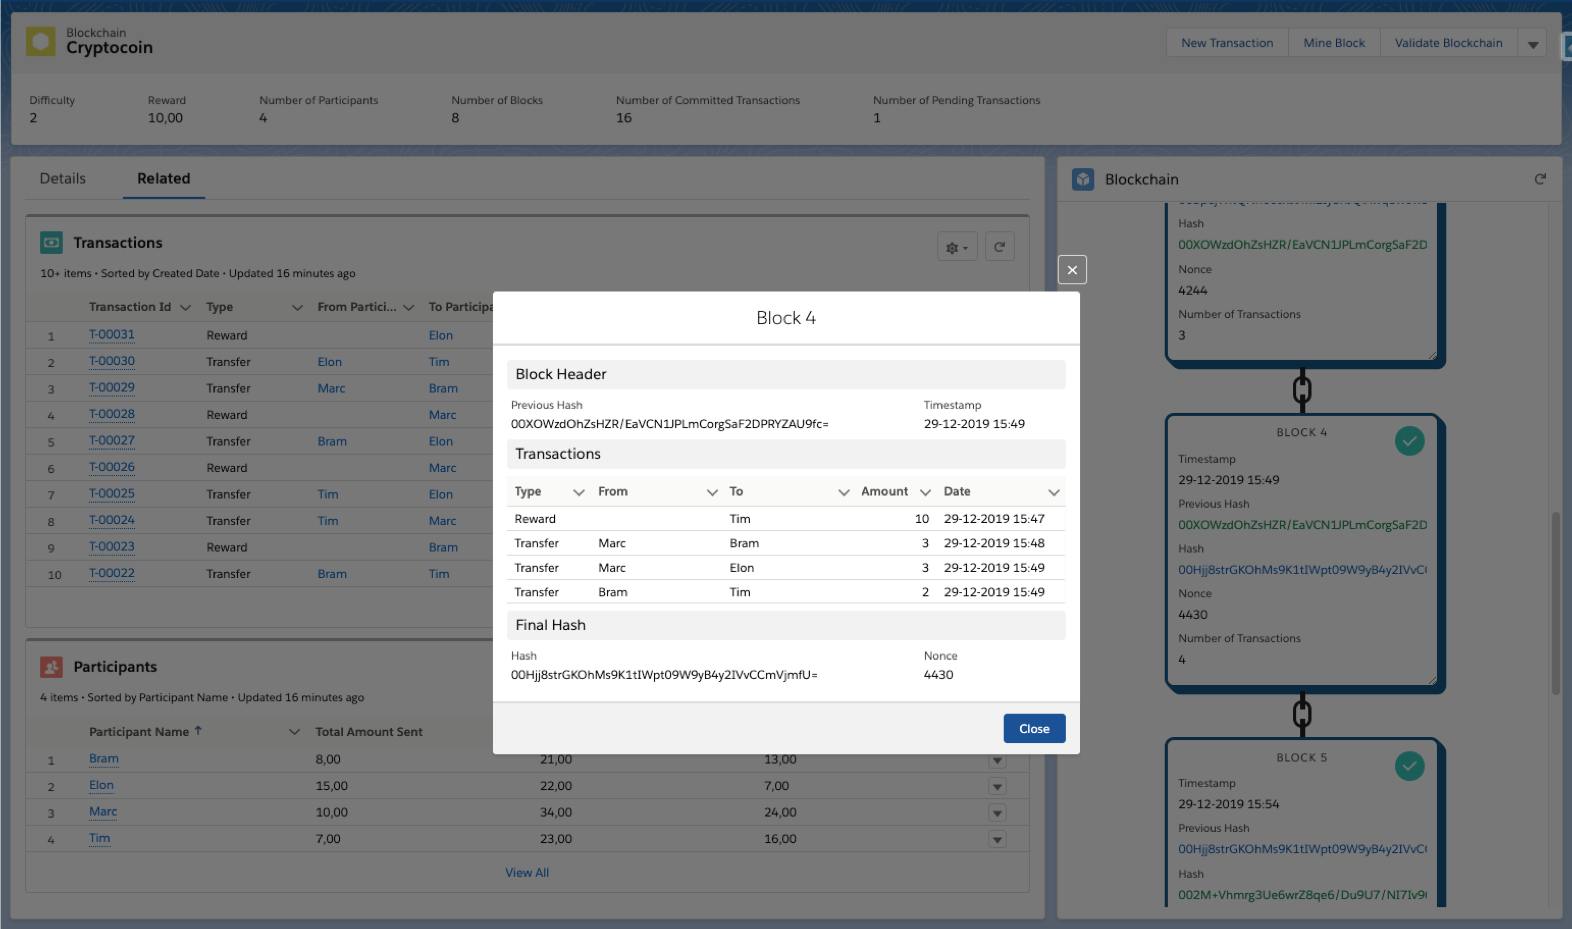 Blockchain
Cryptocoin
New Transaction Mine Block Validate Blockchain
Difficulty Reward Number of Participants Number of Blocks Number of Committed Transactions Number of Pending Transactions
2 10,00 4 8 16 1
Details Related
Transactions
10+ items • Sorted by Created Date • Updated 16 minutes ago
Transaction Id Type From Partici... To Participa
1 T-00031 Reward Elon
2 T-00030 Transfer Elon Tim
3 T-00029 Transfer Marc Bram
4 T-00028 Reward Marc
5 T-00027 Transfer Bram Elon
6 T-00026 Reward Marc
7 T-00025 Transfer Tim Elon
8 T-00024 Transfer Tim Marc
9 T-00023 Reward Bram
10 T-00022 Transfer Bram Tim
Participants
4 items • Sorted by Participant Name • Updated 16 minutes ago
Participant Name Total Amount Sent
1 Bram 8,00 21,00 13,00
2 Elon 15,00 22,00 7,00
3 Marc 10,00 34,00 24,00
4 Tim 7,00 23,00 16,00
View All
Block 4
Block Header
Previous Hash Timestamp
00XOWzdOhZsHZR/EaVCN1JPLmCorgSaF2DPRYZAU9fc= 29-12-2019 15:49
Transactions
Type From To Amount Date
Reward Tim 10 29-12-2019 15:47
Transfer Marc Bram 3 29-12-2019 15:48
Transfer Marc Elon 3 29-12-2019 15:49
Transfer Bram Tim 2 29-12-2019 15:49
Final Hash
Hash Nonce
00Hjj8strGKOhMs9K1tIWpt09W9yB4y2IVvCCmVjmfU= 4430
Close
Blockchain
Hash
00XOWzdOhZsHZR/EaVCN1JPLmCorgSaF2D
Nonce
4244
Number of Transactions
3
BLOCK 4
Timestamp
29-12-2019 15:49
Previous Hash
00XOWzdOhZsHZR/EaVCN1JPLmCorgSaF2D
Hash
00Hjj8strGKOhMs9K1tIWpt09W9yB4y2IVvC
Nonce
4430
Number of Transactions
4
BLOCK 5
Timestamp
29-12-2019 15:54
Previous Hash
00Hjj8strGKOhMs9K1tIWpt09W9yB4y2IVvC
Hash
002M+Vhmrg3Ue6wrZ8qe6/Du9U7/NI7Iv9